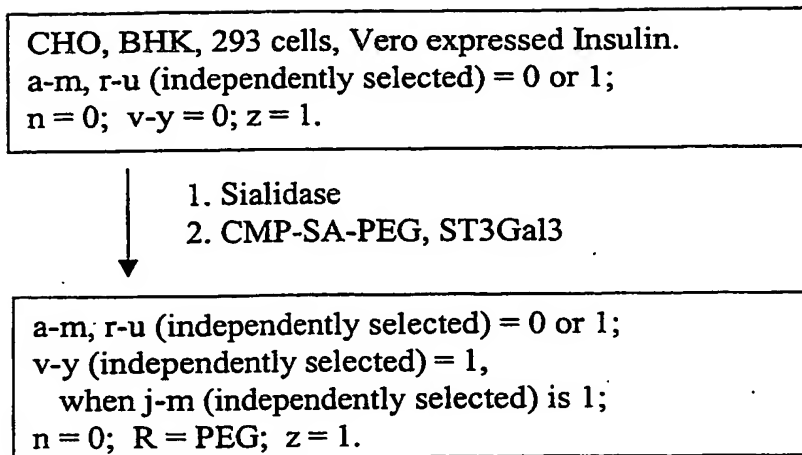 CHO, BHK, 293 cells, Vero expressed Insulin.
a-m, r-u (independently selected) = 0 or 1;
n = 0; v-y = 0; z = 1.
1. Sialidase
2. CMP-SA-PEG, ST3Gal3
a-m, r-u (independently selected) = 0 or 1;
v-y (independently selected) = 1,
when j-m (independently selected) is 1;
n = 0; R = PEG; z = 1.